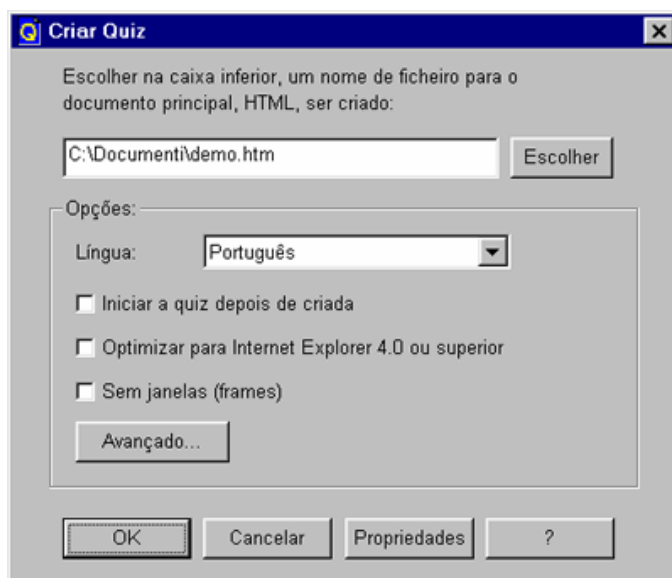 Criar Quiz
Escolher na caixa inferior, um nome de ficheiro para o
documento principal, HTML, ser criado:
C:\Documenti\demo.htm
Escolher
Opções:
Língua:
Português
Iniciar a quiz depois de criada
Optimizar para Internet Explorer 4.0 ou superior
Sem janelas (frames)
Avançado...
OK
Cancelar
Propriedades
?